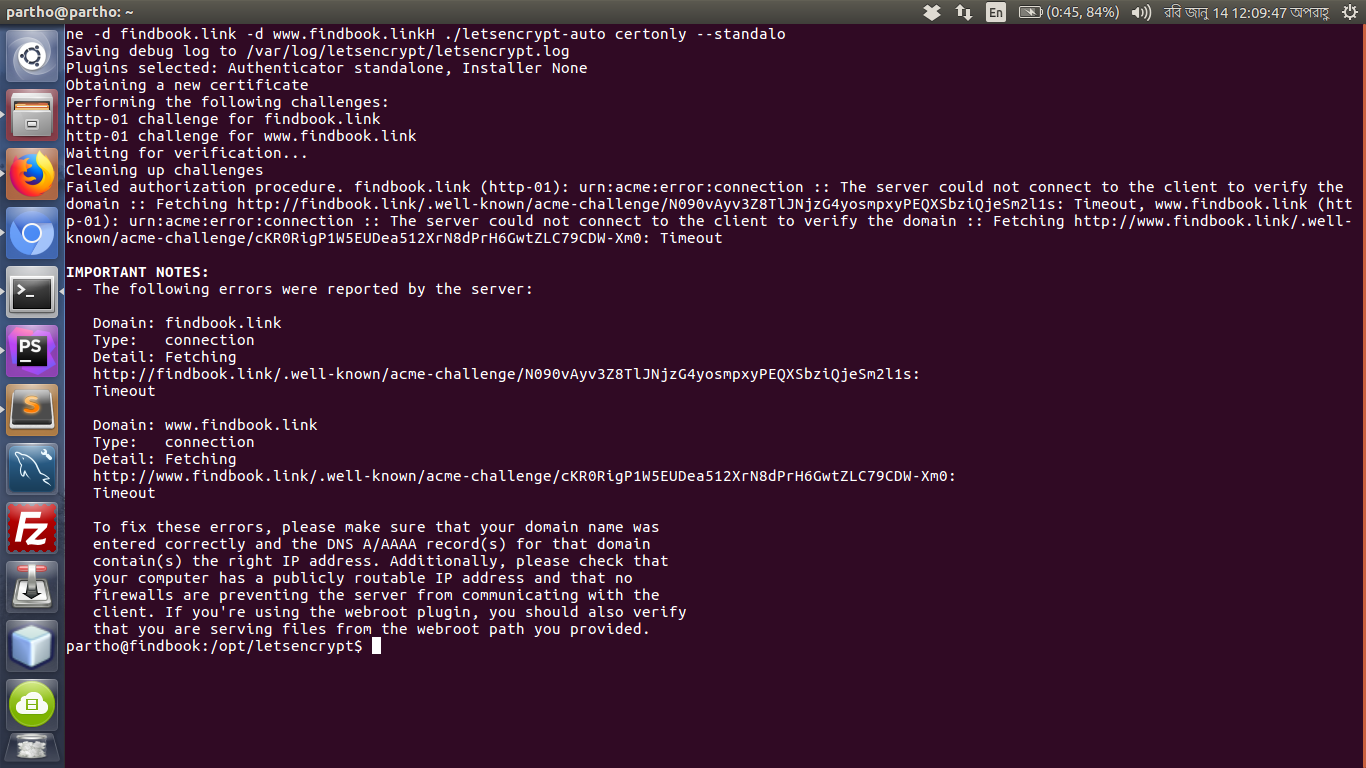 partho@partho: ~
En
(0:45, 84%)
রবি জানু 14 12:09:47 অপরাহ্ণ
ne -d findbook.link -d www.findbook.linkH ./letsencrypt-auto certonly --standalo
Saving debug log to /var/log/letsencrypt/letsencrypt.log
Plugins selected: Authenticator standalone, Installer None
Obtaining a new certificate
Performing the following challenges:
http-01 challenge for findbook.link
http-01 challenge for www.findbook.link
Waiting for verification...
Cleaning up challenges
Failed authorization procedure. findbook.link (http-01): urn:acme:error:connection :: The server could not connect to the client to verify the
domain :: Fetching http://findbook.link/.well-known/acme-challenge/N090vAyv3Z8TlJNjzG4yosmpxyPEQXSbziQjeSm2l1s: Timeout, www.findbook.link (htt
p-01): urn:acme:error:connection :: The server could not connect to the client to verify the domain :: Fetching http://www.findbook.link/.well-
known/acme-challenge/cKR0RigP1W5EUDea512XrN8dPrH6GwtZLC79CDW-Xm0: Timeout
IMPORTANT NOTES:
- The following errors were reported by the server:
Domain: findbook.link
Type:   connection
Detail: Fetching
http://findbook.link/.well-known/acme-challenge/N090vAyv3Z8TlJNjzG4yosmpxyPEQXSbziQjeSm2l1s:
Timeout
Domain: www.findbook.link
Type:   connection
Detail: Fetching
http://www.findbook.link/.well-known/acme-challenge/cKR0RigP1W5EUDea512XrN8dPrH6GwtZLC79CDW-Xm0:
Timeout
To fix these errors, please make sure that your domain name was
entered correctly and the DNS A/AAAA record(s) for that domain
contain(s) the right IP address. Additionally, please check that
your computer has a publicly routable IP address and that no
firewalls are preventing the server from communicating with the
client. If you're using the webroot plugin, you should also verify
that you are serving files from the webroot path you provided.
partho@findbook:/opt/letsencrypt$
>_
PS
S
Fz